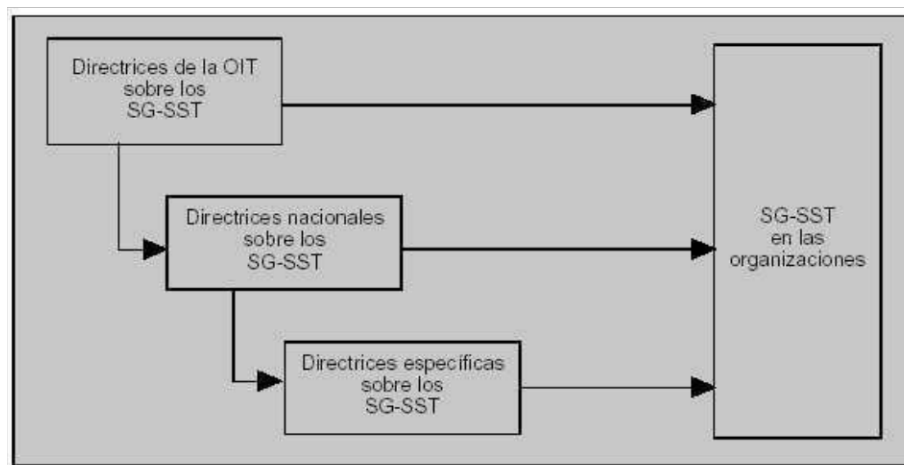 Directrices de la OIT
sobre los
SG-SST
Directrices nacionales
sobre los
SG-SST
Directrices específicas
sobre los
SG-SST
SG-SST
en las
organizaciones